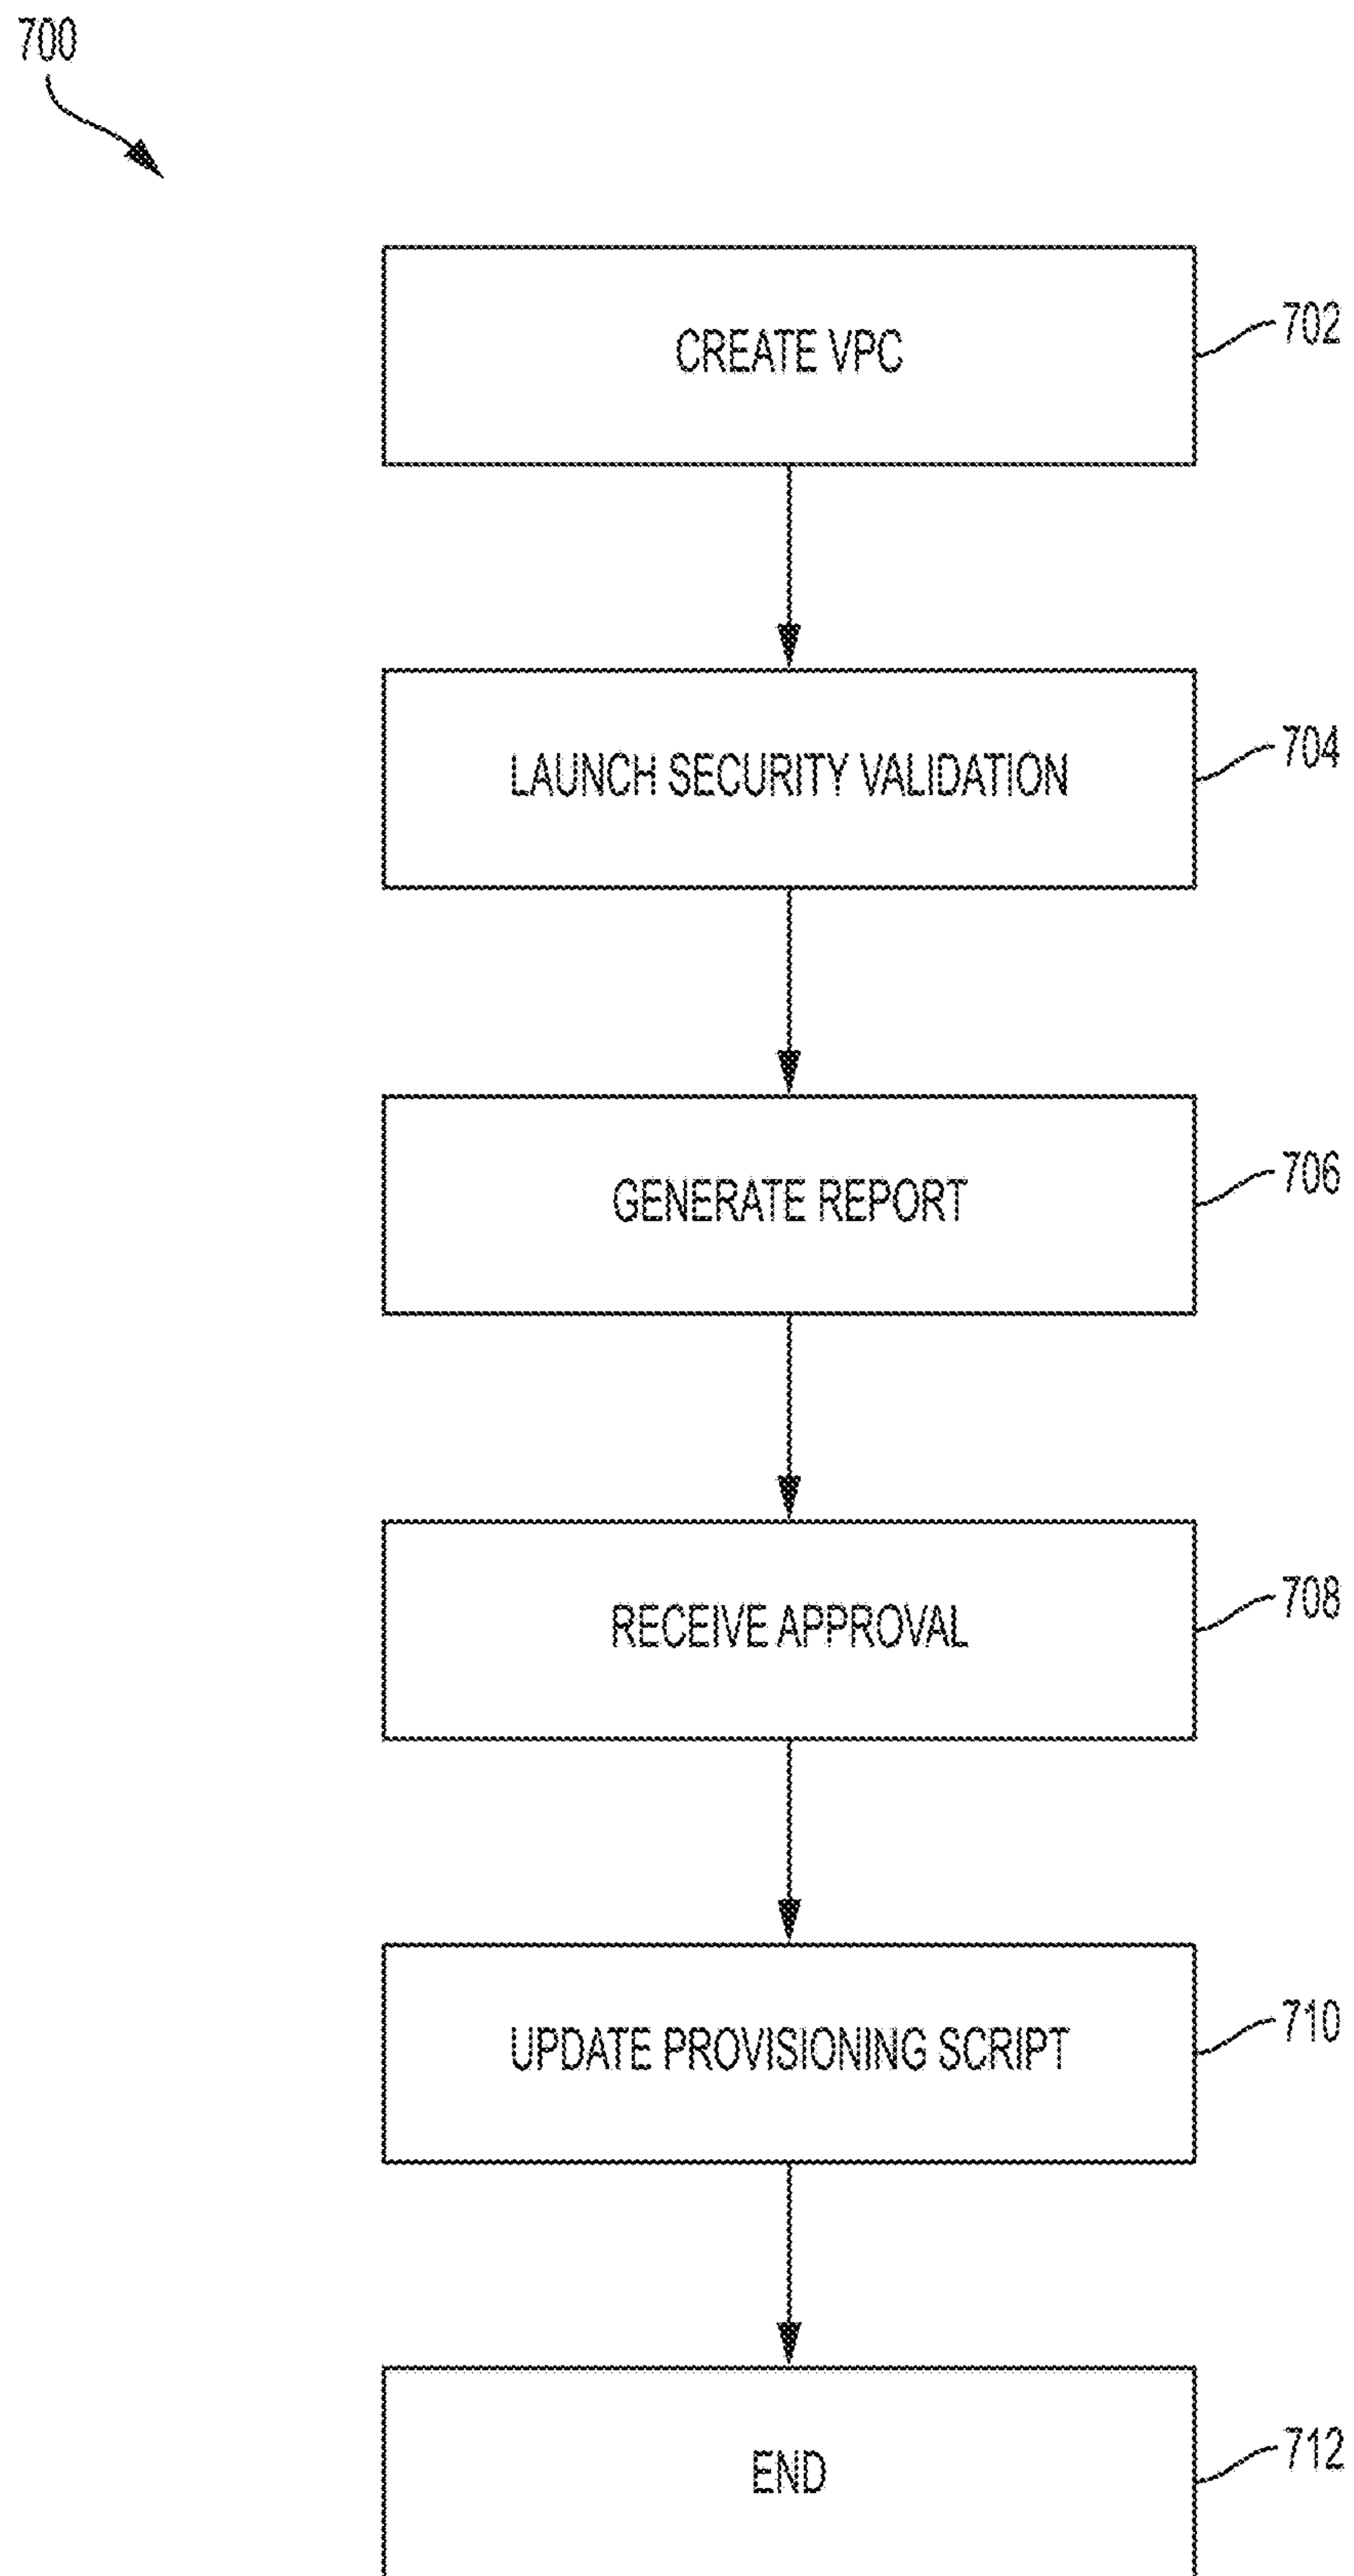 700
CREATE VPC
702
LAUNCH SECURITY VALIDATION
704
GENERATE REPORT
706
RECEIVE APPROVAL
708
UPDATE PROVISIONING SCRIPT
710
END
712